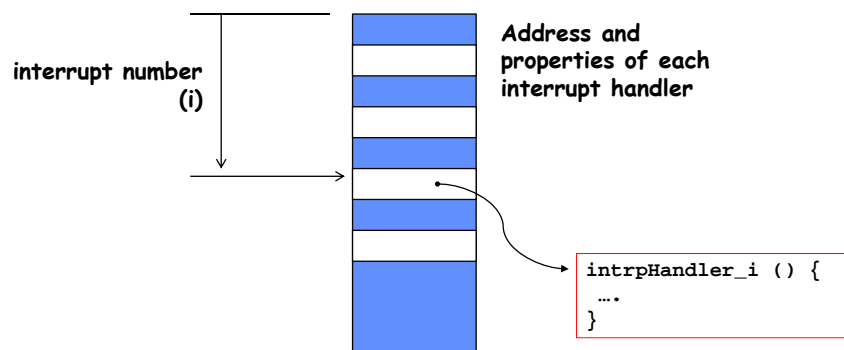 interrupt number
(i)
Address and
properties of each
interrupt handler
intrpHandler_i () {
….
}